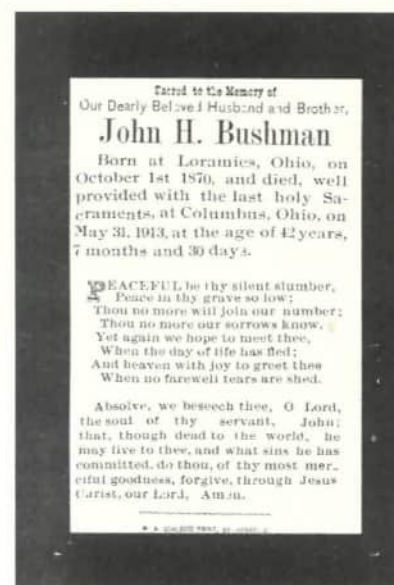 Sacred to the Memory of
Our Dearly Beloved Husband and Brother,
John H. Bushman
Born at Loramies, Ohio, on
October 1st 1870, and died, well
provided with the last holy Sa-
craments, at Columbus, Ohio, on
May 31, 1913, at the age of 42 years,
7 months and 30 days.
PEACEFUL be thy silent slumber,
Peace in thy grave so low;
Thou no more will join our number;
Thou no more our sorrows know.
Yet again we hope to meet thee,
When the day of life has fled;
And heaven with joy to greet thee
When no farewell tears are shed.
Absolve, we beseech thee, O Lord,
the soul of thy servant, John;
that, though dead to the world, he
may live to thee, and what sins he has
committed, do thou, of thy most mer-
ciful goodness, forgive, through Jesus
Christ, our Lord, Amen.